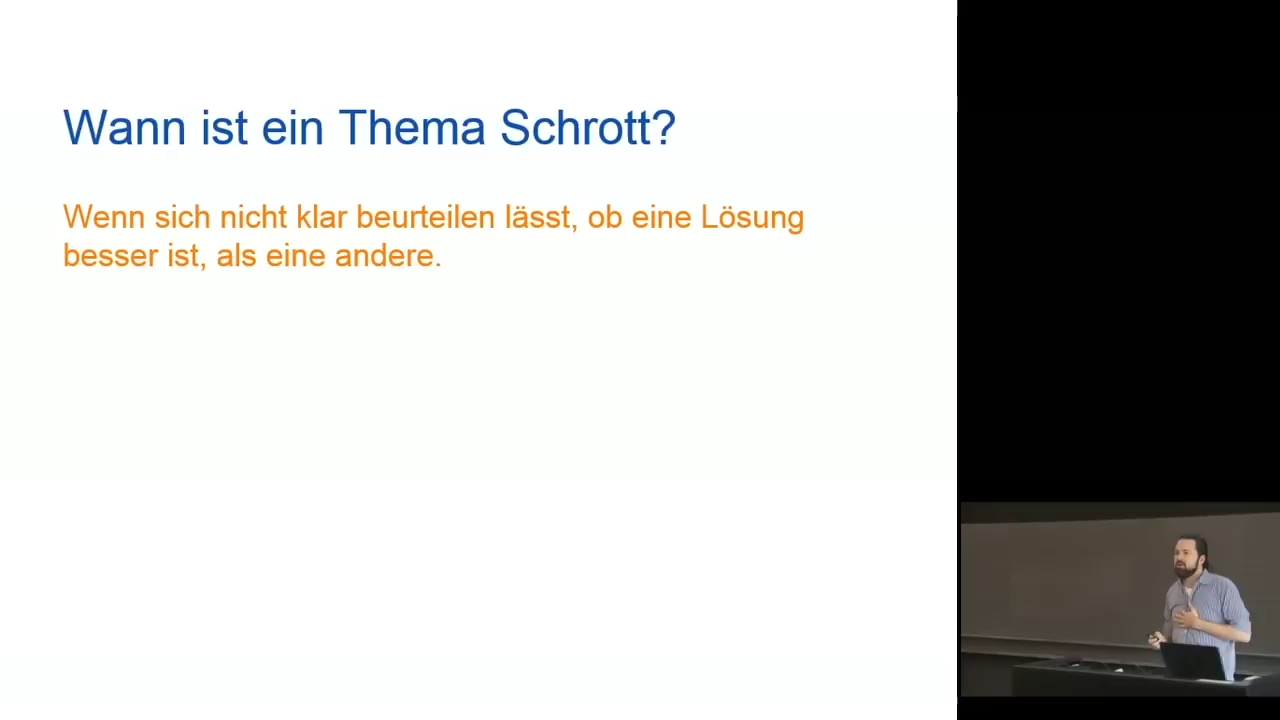 Wann ist ein Thema Schrott?
Wenn sich nicht klar beurteilen lässt, ob eine Lösung
besser ist, als eine andere.